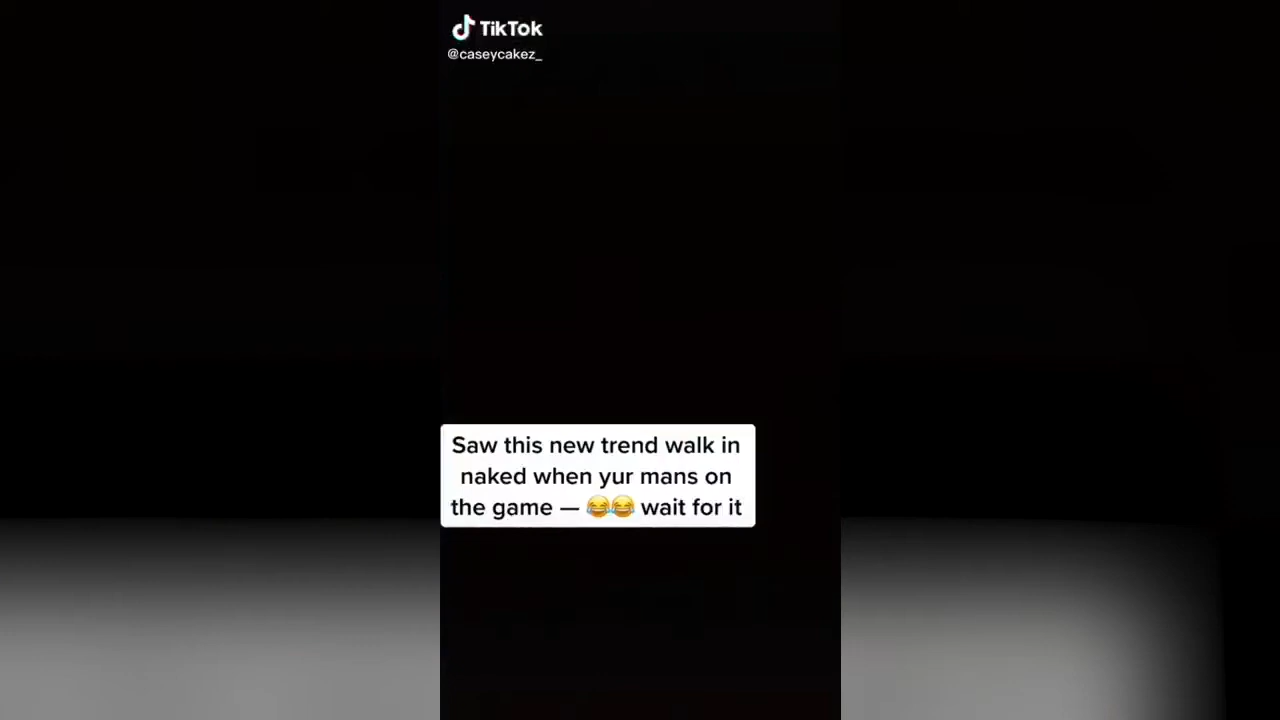 TikTok
@caseycakez_
Saw this new trend walk in
naked when yur mans on
the game — 😂😂 wait for it